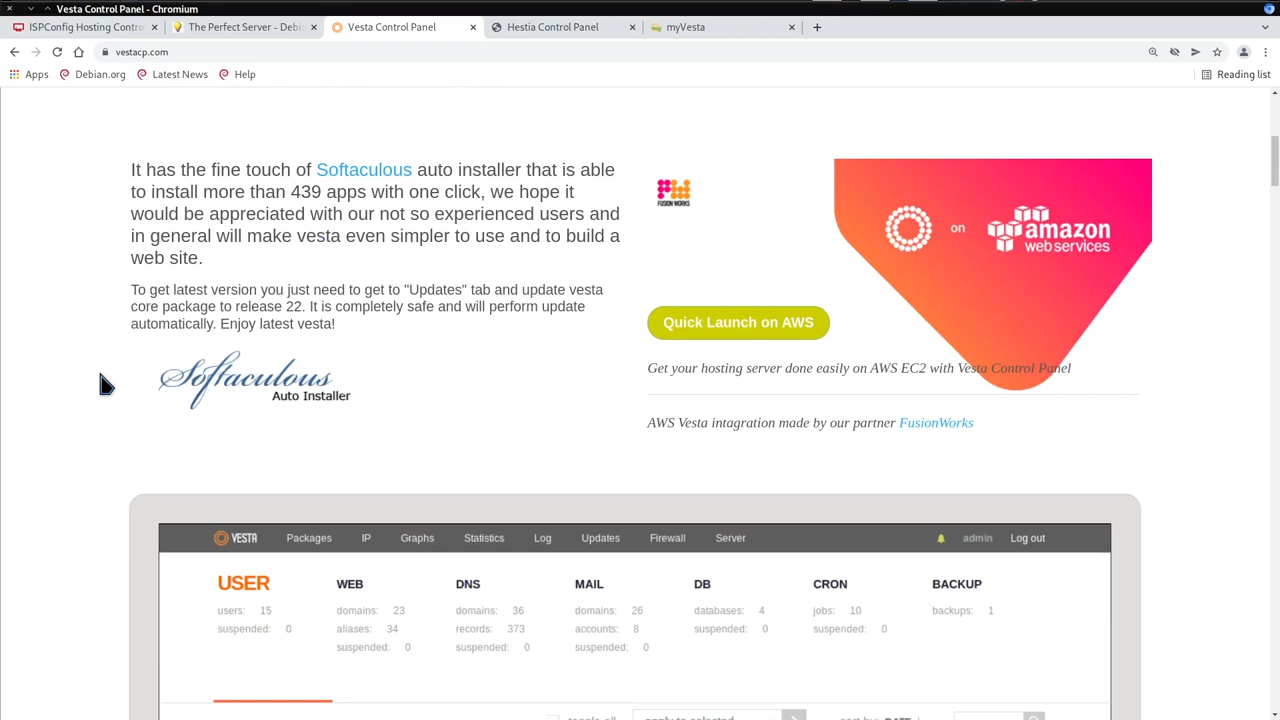 Vesta Control Panel - Chromium
ISPConfig Hosting Contro
The Perfect Server - Debi
Vesta Control Panel
Hestia Control Panel
myVesta
vestacp.com
Apps
Debian.org
Latest News
Help
Reading list
It has the fine touch of Softaculous auto installer that is able
to install more than 439 apps with one click, we hope it
would be appreciated with our not so experienced users and
in general will make vesta even simpler to use and to build a
web site.
To get latest version you just need to get to "Updates" tab and update vesta
core package to release 22. It is completely safe and will perform update
automatically. Enjoy latest vesta!
Softaculous
Auto Installer
FUSION WORKS
on
amazon
web services
Quick Launch on AWS
Get your hosting server done easily on AWS EC2 with Vesta Control Panel
AWS Vesta intagration made by our partner FusionWorks
VESTA Packages IP Graphs Statistics Log Updates Firewall Server admin Log out
USER WEB DNS MAIL DB CRON BACKUP
users: 15 domains: 23 domains: 36 domains: 26 databases: 4 jobs: 10 backups: 1
suspended: 0 aliases: 34 records: 373 accounts: 8 suspended: 0 suspended: 0
suspended: 0 suspended: 0 suspended: 0
toggle all apply to selected sort by: DATE